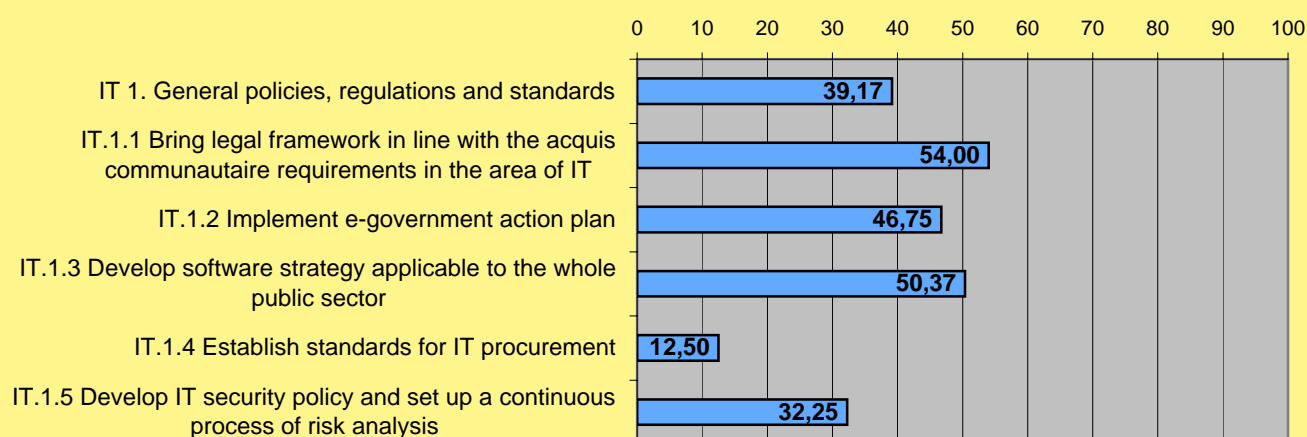 0 10 20 30 40 50 60 70 80 90 100
IT 1. General policies, regulations and standards
39,17
IT.1.1 Bring legal framework in line with the acquis
communautaire requirements in the area of IT
54,00
IT.1.2 Implement e-government action plan
46,75
IT.1.3 Develop software strategy applicable to the whole
public sector
50,37
IT.1.4 Establish standards for IT procurement
12,50
IT.1.5 Develop IT security policy and set up a continuous
process of risk analysis
32,25